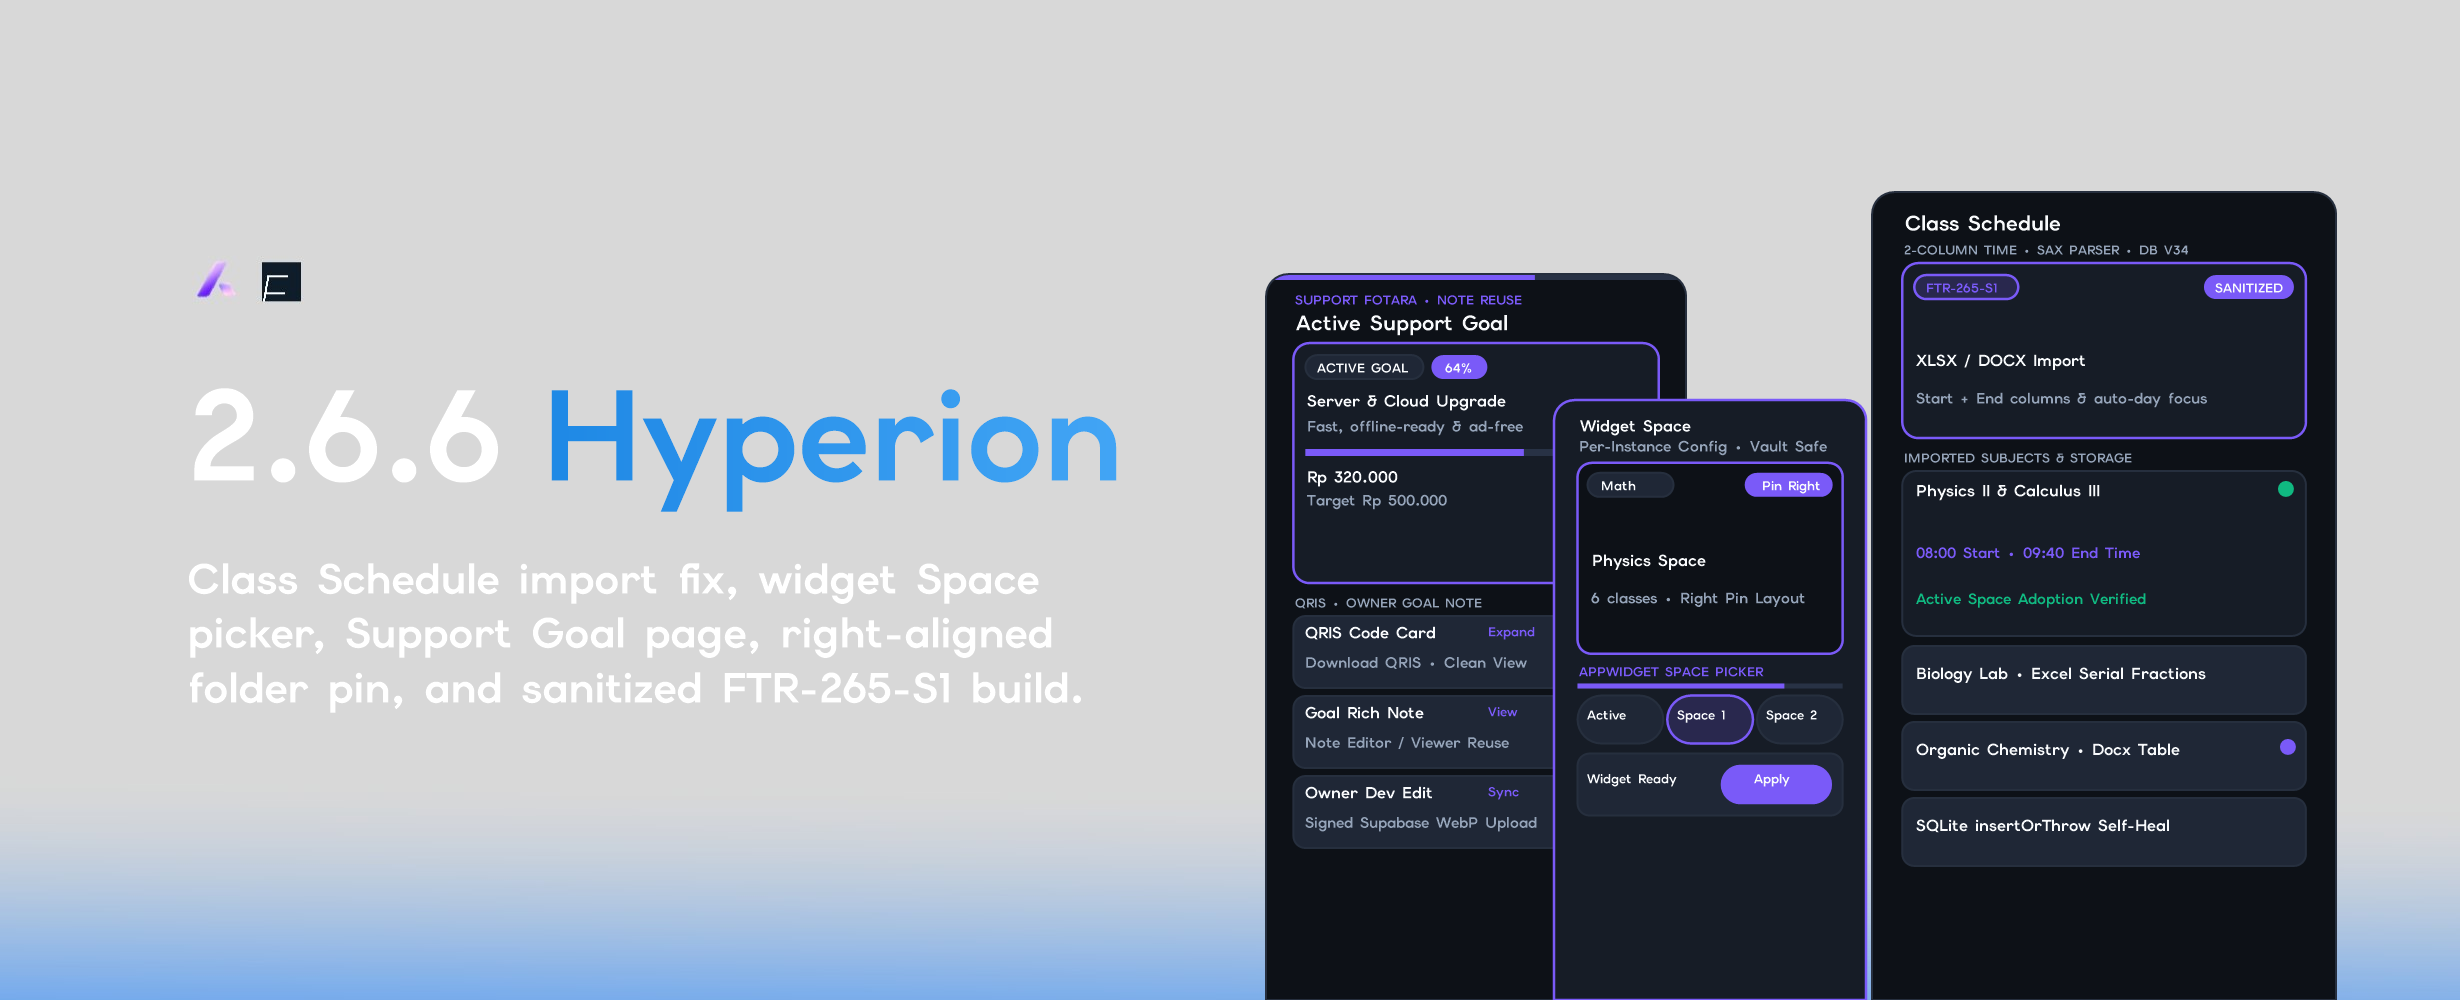 2.6.6 Hyperion
Class Schedule import fix, widget Space
picker, Support Goal page, right-aligned
folder pin, and sanitized FTR-265-S1 build.
SUPPORT FOTARA • NOTE REUSE
Active Support Goal
ACTIVE GOAL 64%
Server & Cloud Upgrade
Fast, offline-ready & ad-free
Rp 320.000
Target Rp 500.000
QRIS • OWNER GOAL NOTE
QRIS Code Card Expand
Download QRIS • Clean View
Goal Rich Note View
Note Editor / Viewer Reuse
Owner Dev Edit Sync
Signed Supabase WebP Upload
Widget Space
Per-Instance Config • Vault Safe
Math Pin Right
Physics Space
6 classes • Right Pin Layout
APPWIDGET SPACE PICKER
Active Space 1 Space 2
Widget Ready Apply
Class Schedule
2-COLUMN TIME • SAX PARSER • DB V34
FTR-265-S1 SANITIZED
XLSX / DOCX Import
Start + End columns & auto-day focus
IMPORTED SUBJECTS & STORAGE
Physics II & Calculus III
08:00 Start • 09:40 End Time
Active Space Adoption Verified
Biology Lab • Excel Serial Fractions
Organic Chemistry • Docx Table
SQLite insertOrThrow Self-Heal